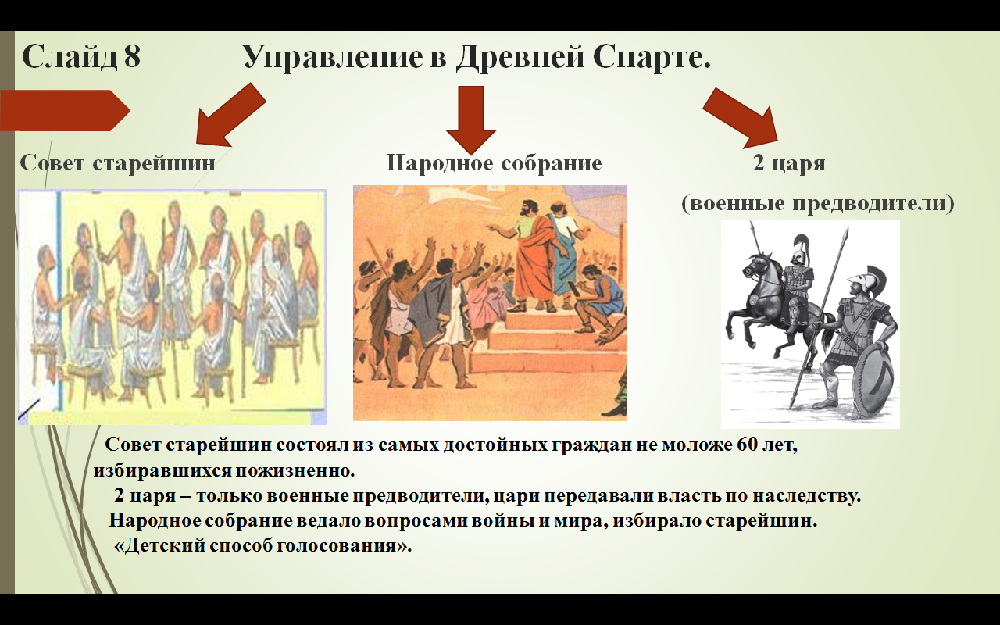 Слайд 8 Управление в Древней Спарте.
Совет старейшин
Народное собрание
2 царя
(военные предводители)
Совет старейшин состоял из самых достойных граждан не моложе 60 лет,
избиравшихся пожизненно.
2 царя – только военные предводители, цари передавали власть по наследству.
Народное собрание ведало вопросами войны и мира, избирало старейшин.
«Детский способ голосования».